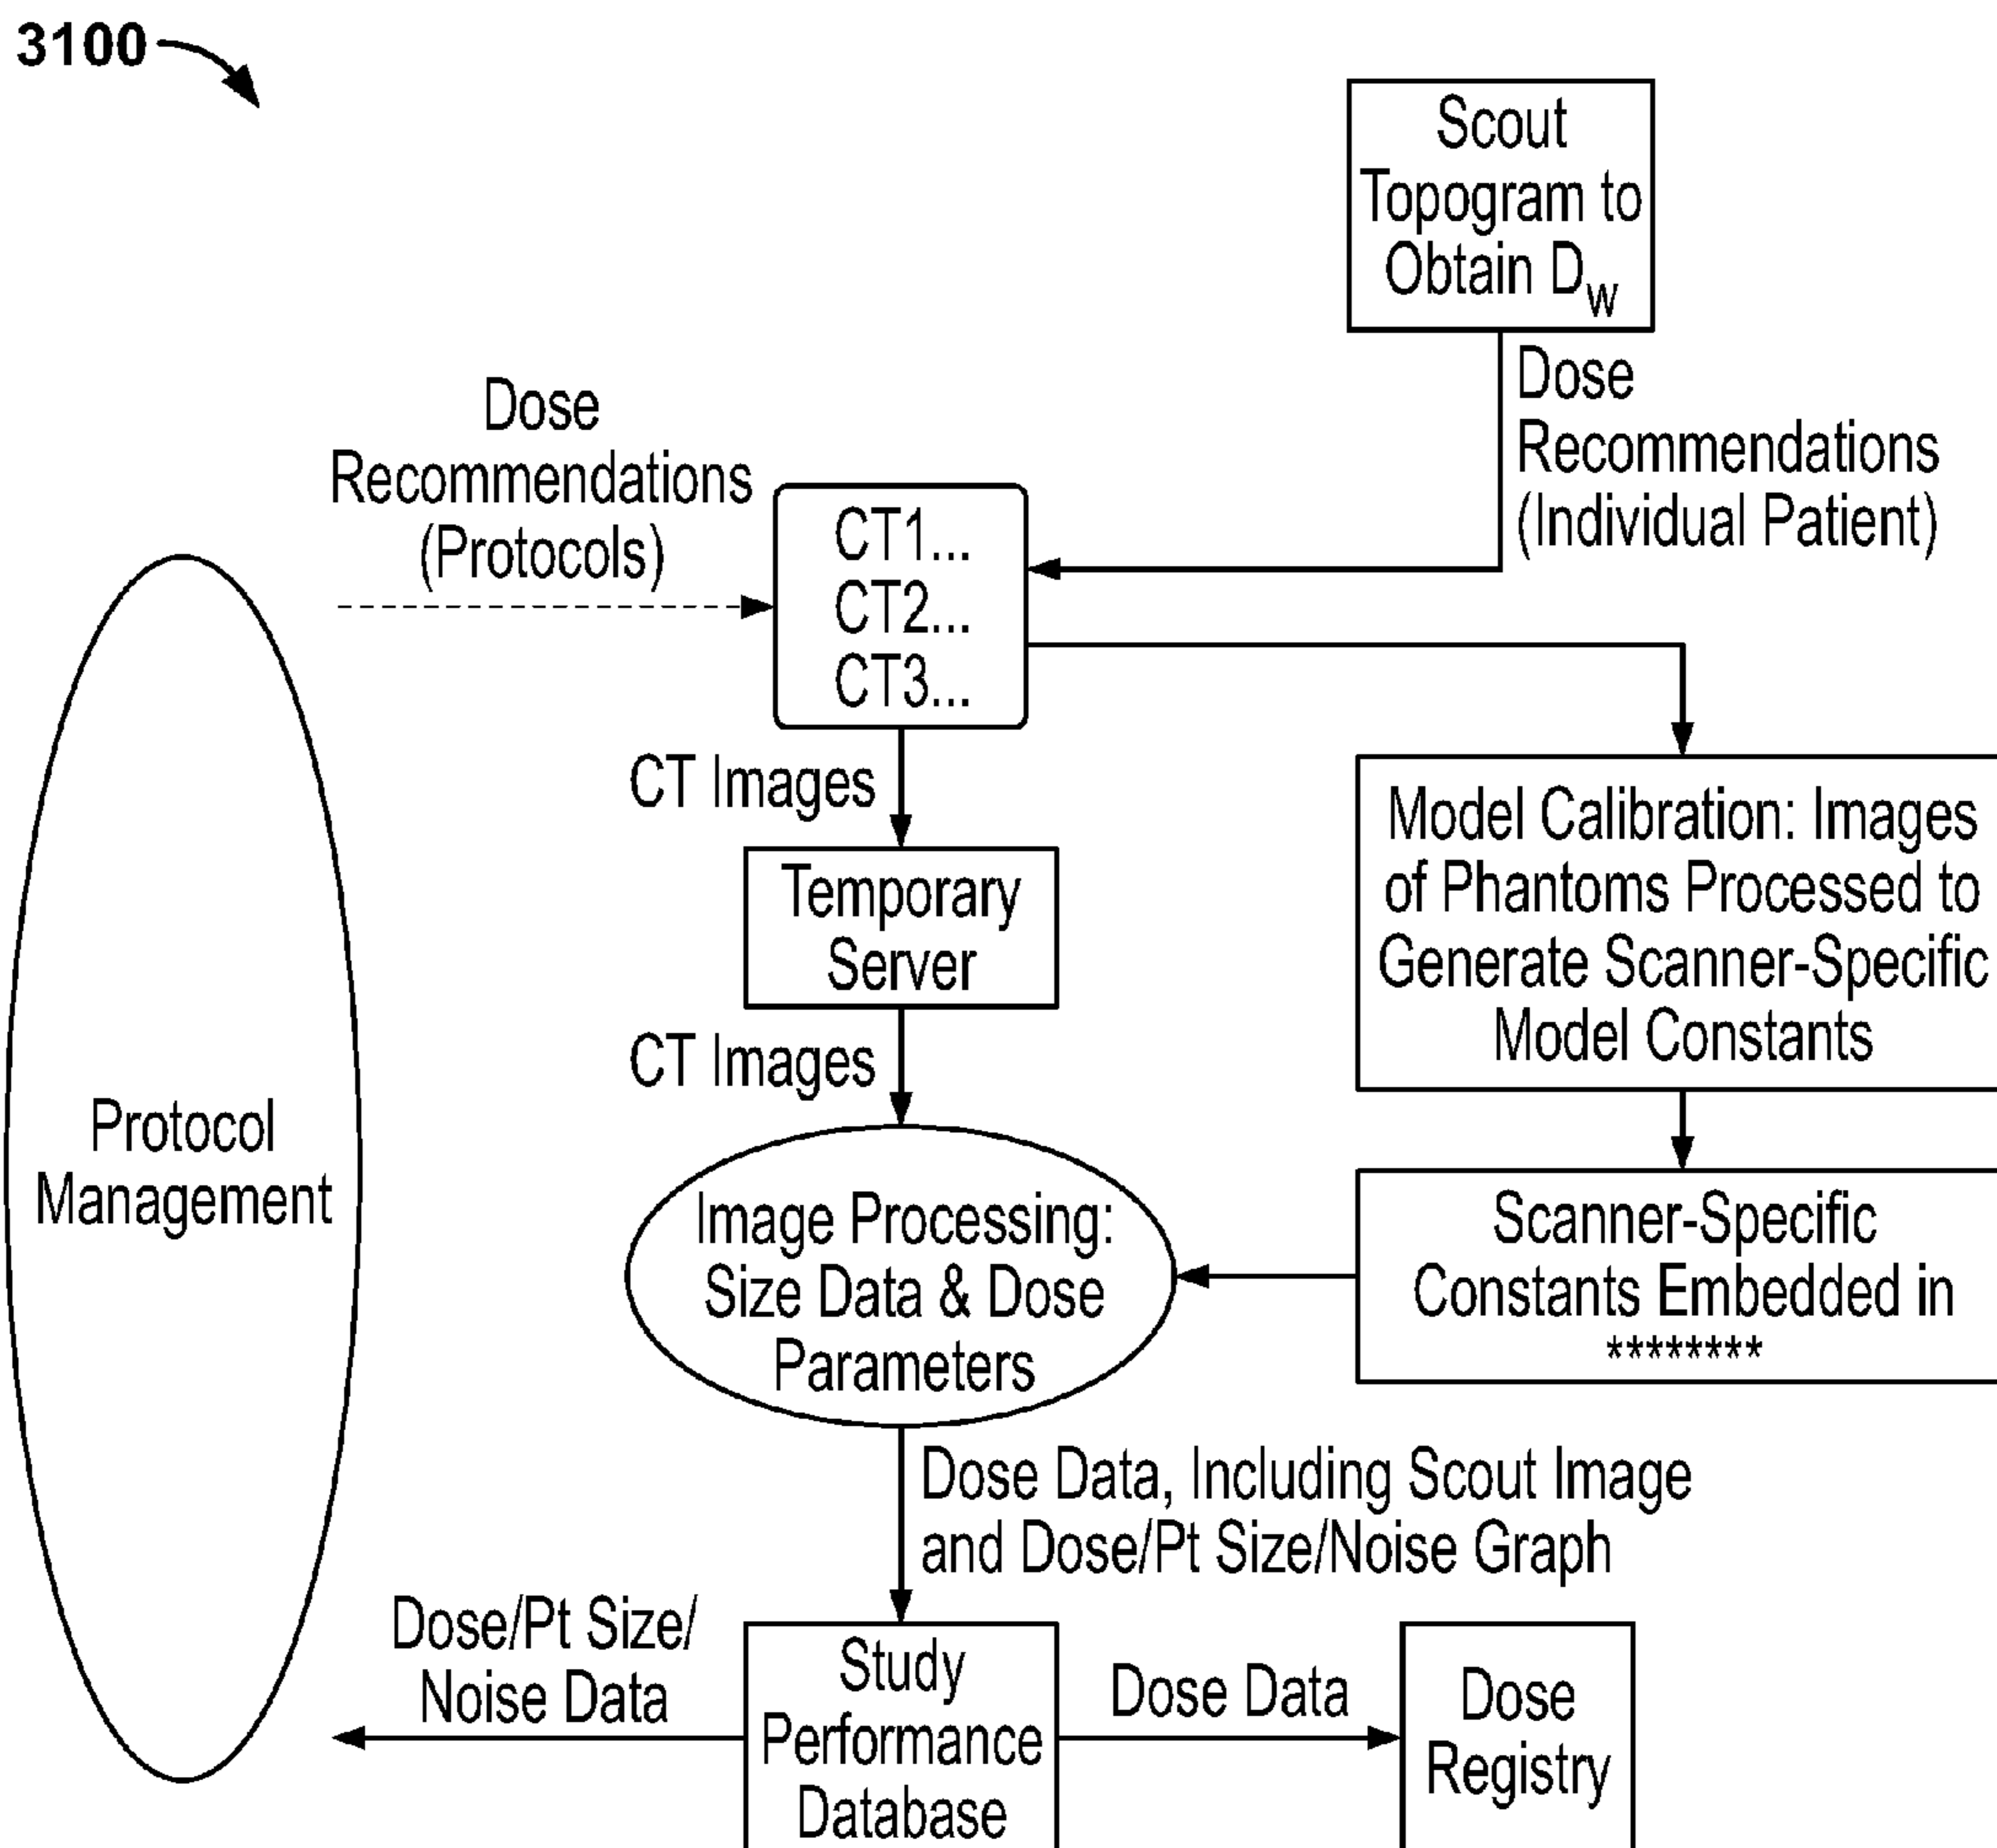 3100
Scout
Topogram to
Obtain Dw
Dose
Recommendations
(Individual Patient)
Dose
Recommendations
(Protocols)
CT1...
CT2...
CT3...
CT Images
Temporary
Server
CT Images
Model Calibration: Images
of Phantoms Processed to
Generate Scanner-Specific
Model Constants
Protocol
Management
Image Processing:
Size Data & Dose
Parameters
Scanner-Specific
Constants Embedded in
********
Dose Data, Including Scout Image
and Dose/Pt Size/Noise Graph
Dose/Pt Size/
Noise Data
Study
Performance
Database
Dose Data
Dose
Registry